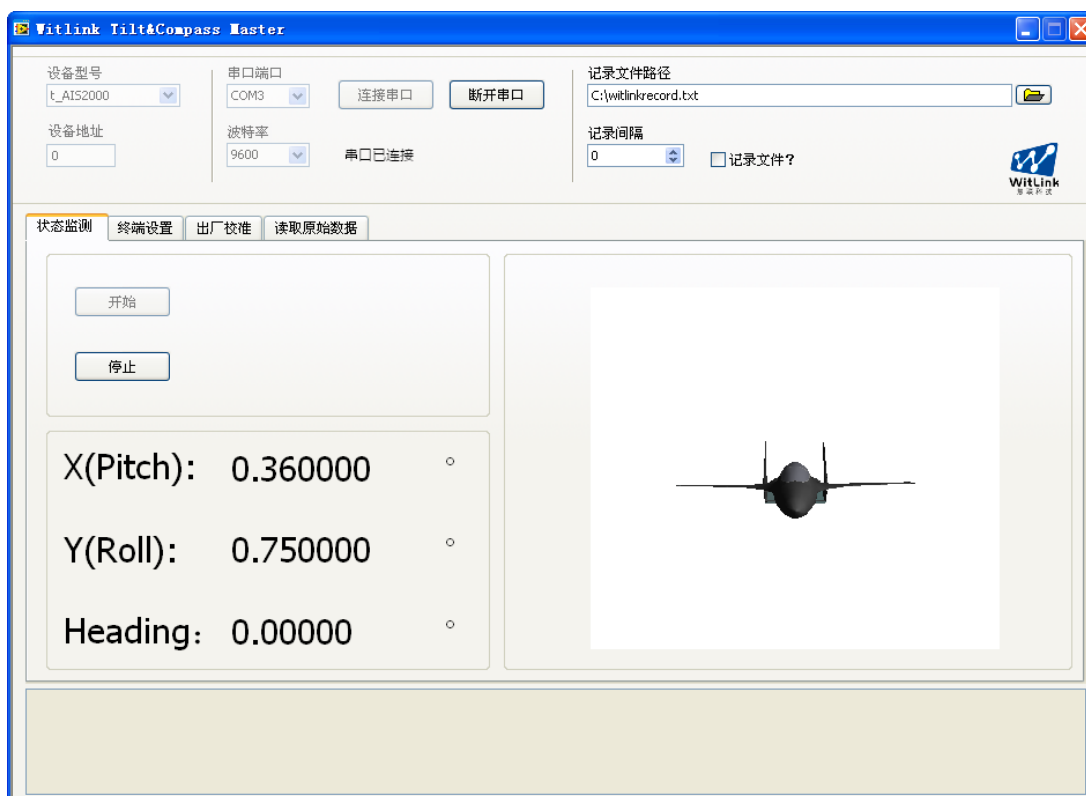 Witlink Tilt&Compass Master
设备型号
t_AIS2000
设备地址
0
串口端口
COM3
连接串口
断开串口
波特率
9600
串口已连接
记录文件路径
C:\witlinkrecord.txt
记录间隔
0
记录文件?
WitLink
状态监测
终端设置
出厂校准
读取原始数据
开始
停止
X(Pitch): 0.360000 °
Y(Roll): 0.750000 °
Heading: 0.00000 °